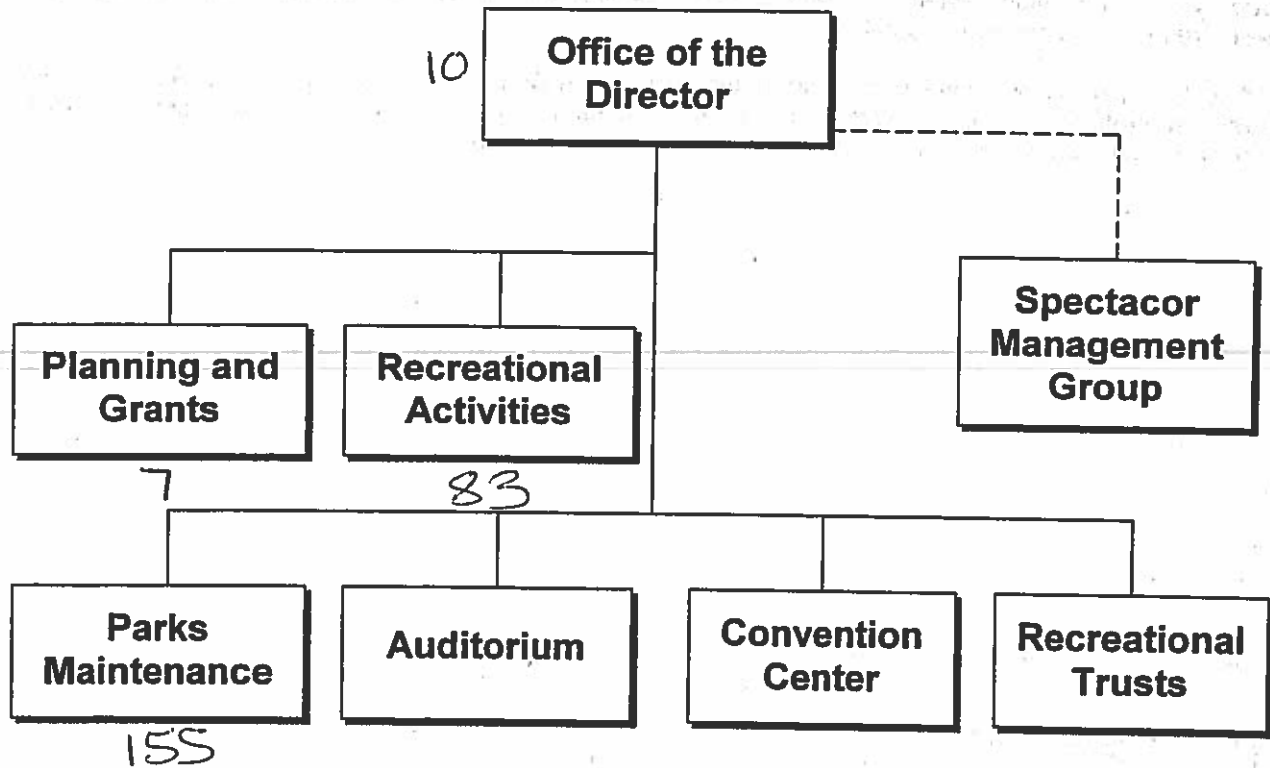 10
Office of the
Director
Spectacor
Management
Group
Planning and
Grants
Recreational
Activities
7
83
Parks
Maintenance
Auditorium
Convention
Center
Recreational
Trusts
155